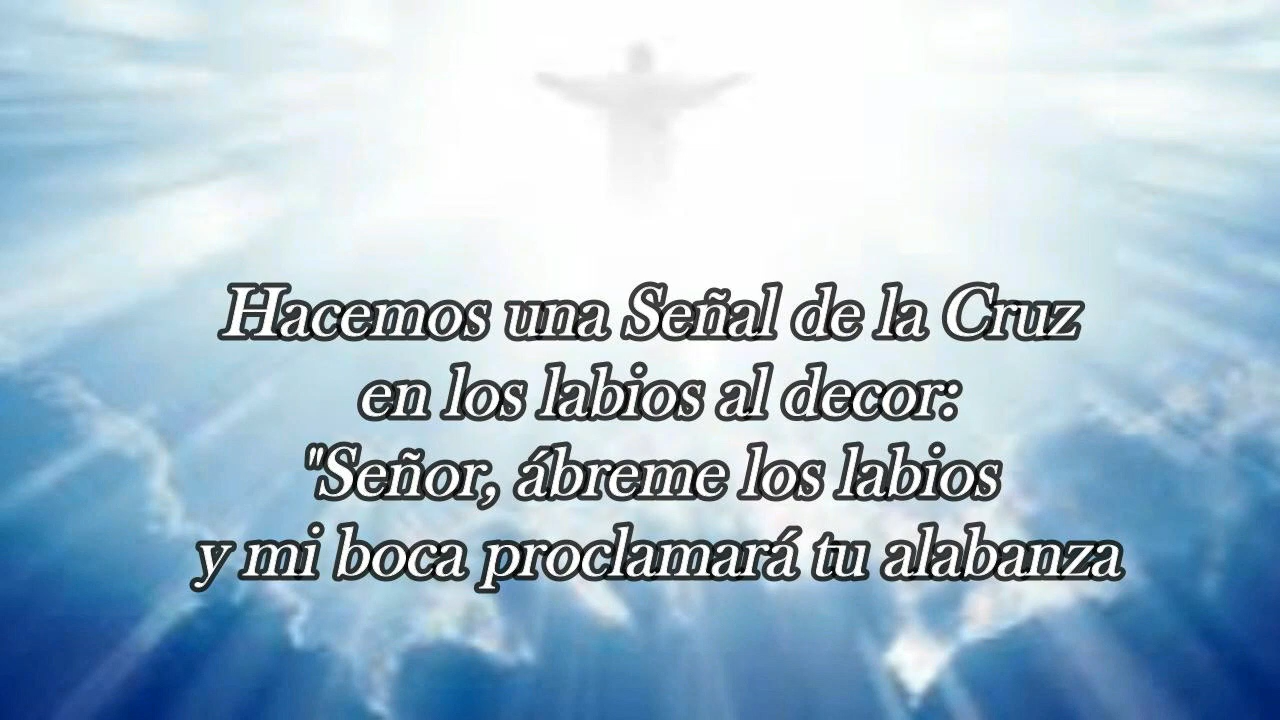 Hacemos una Señal de la Cruz
en los labios al decor:
"Señor, ábreme los labios
y mi boca proclamará tu alabanza